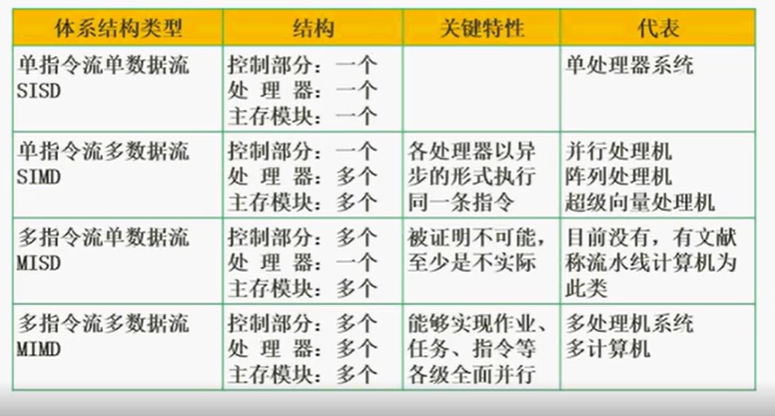 体系结构类型 结构 关键特性 代表
单指令流单数据流
SISD
控制部分：一个
处 理 器：一个
主存模块：一个
单处理器系统
单指令流多数据流
SIMD
控制部分：一个
处 理 器：多个
主存模块：多个
各处理器以异
步的形式执行
同一条指令
并行处理机
阵列处理机
超级向量处理机
多指令流单数据流
MISD
控制部分：多个
处 理 器：一个
主存模块：多个
被证明不可能，
至少是不实际
目前没有，有文献
称流水线计算机为
此类
多指令流多数据流
MIMD
控制部分：多个
处 理 器：多个
主存模块：多个
能够实现作业、
任务、指令等
各级全面并行
多处理机系统
多计算机